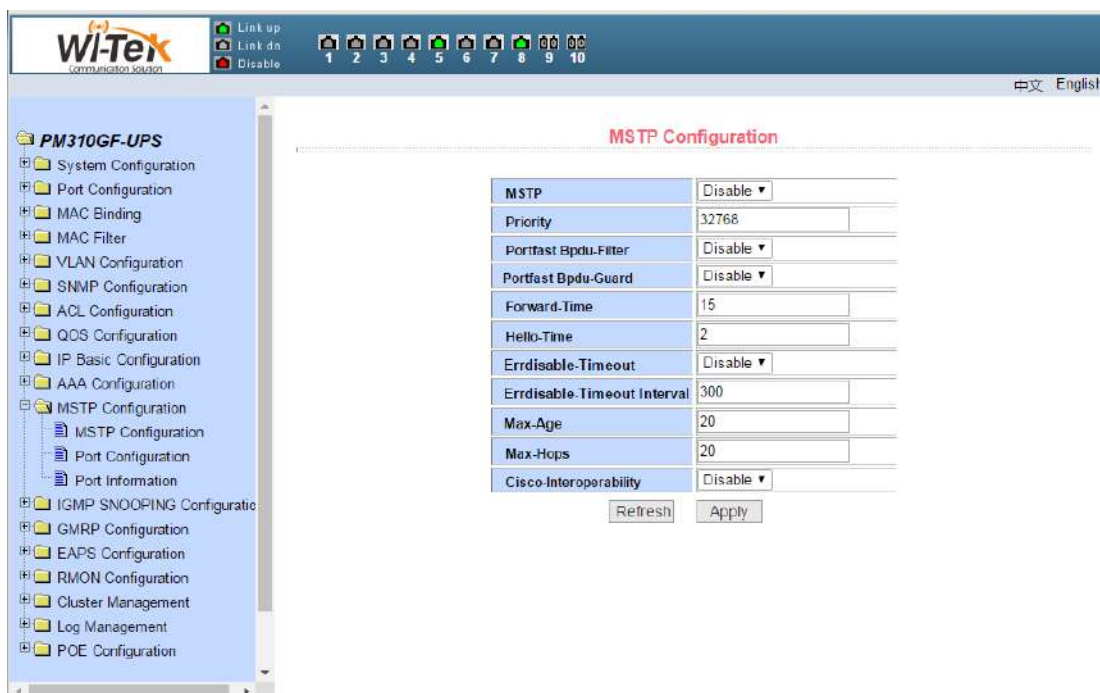 Wi-Tek
Communication Solution
Link up
Link dn
Disable
1 2 3 4 5 6 7 8 9 10
中文 English
PM310GF-UPS
System Configuration
Port Configuration
MAC Binding
MAC Filter
VLAN Configuration
SNMP Configuration
ACL Configuration
QOS Configuration
IP Basic Configuration
AAA Configuration
MSTP Configuration
MSTP Configuration
Port Configuration
Port Information
IGMP SNOOPING Configuratio
GMRP Configuration
EAPS Configuration
RMON Configuration
Cluster Management
Log Management
POE Configuration
MSTP Configuration
MSTP Disable
Priority 32768
Portfast Bpdu-Filter Disable
Portfast Bpdu-Guard Disable
Forward-Time 15
Hello-Time 2
Errdisable-Timeout Disable
Errdisable-Timeout Interval 300
Max-Age 20
Max-Hops 20
Cisco-Interoperability Disable
Refresh Apply